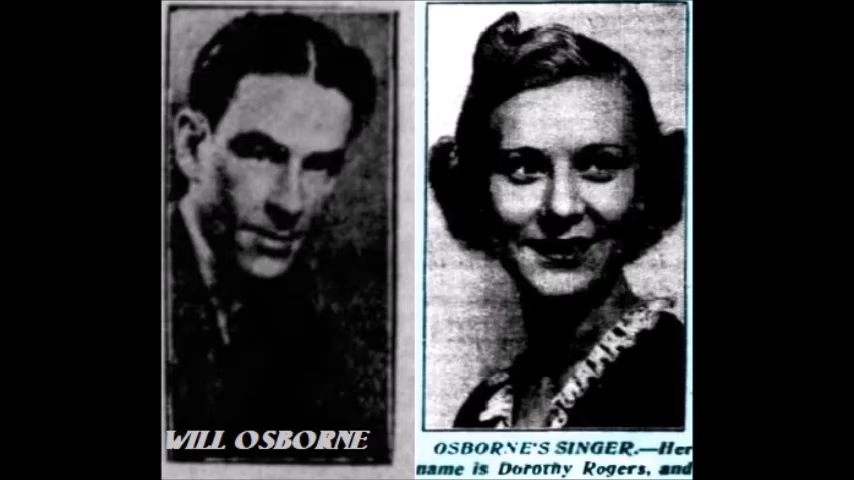 WILL OSBORNE
OSBORNE'S SINGER.—Her
name is Dorothy Rogers, and